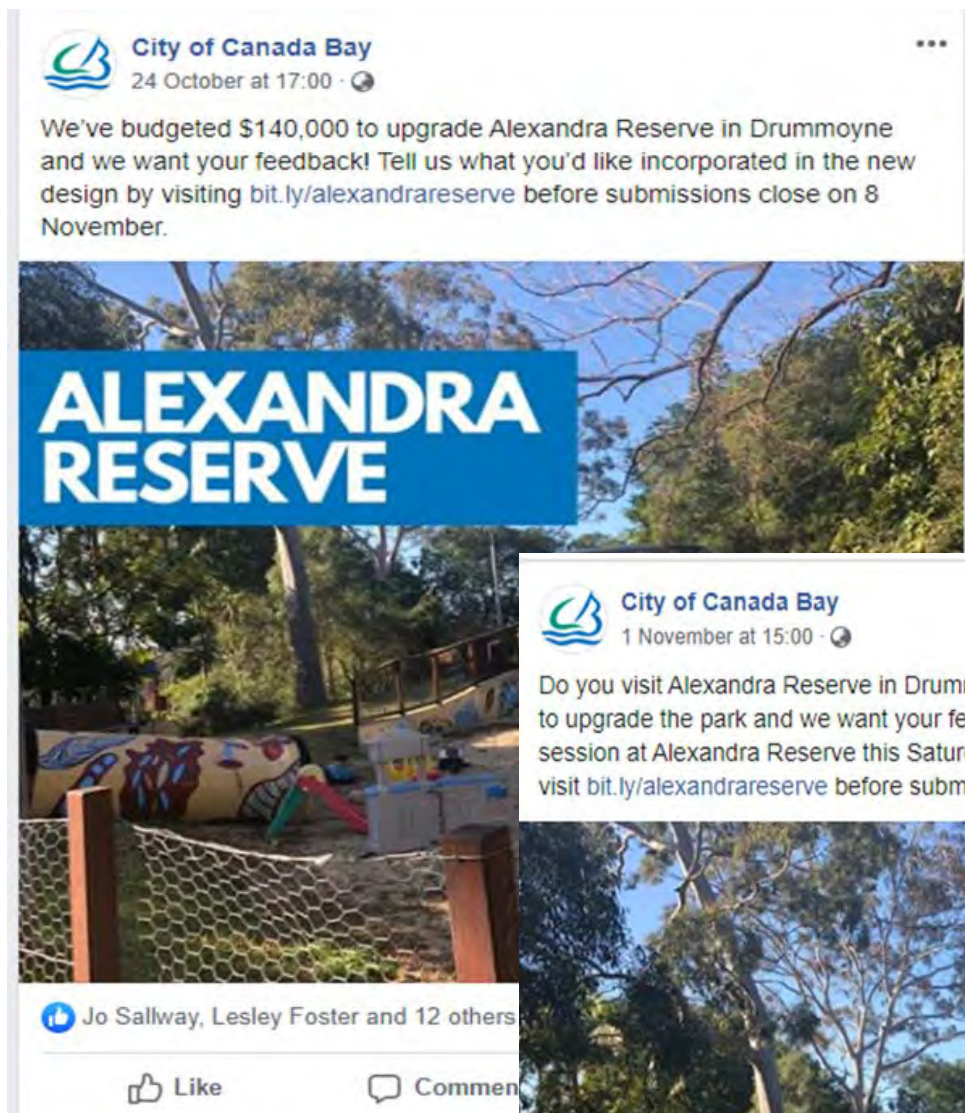 City of Canada Bay
24 October at 17:00
We've budgeted $140,000 to upgrade Alexandra Reserve in Drummoyne
and we want your feedback! Tell us what you'd like incorporated in the new
design by visiting bit.ly/alexandrareserve before submissions close on 8
November.
ALEXANDRA
RESERVE
Jo Sallway, Lesley Foster and 12 others
Like
Commen
City of Canada Bay
1 November at 15:00
Do you visit Alexandra Reserve in Drum
to upgrade the park and we want your fe
session at Alexandra Reserve this Satur
visit bit.ly/alexandrareserve before subm